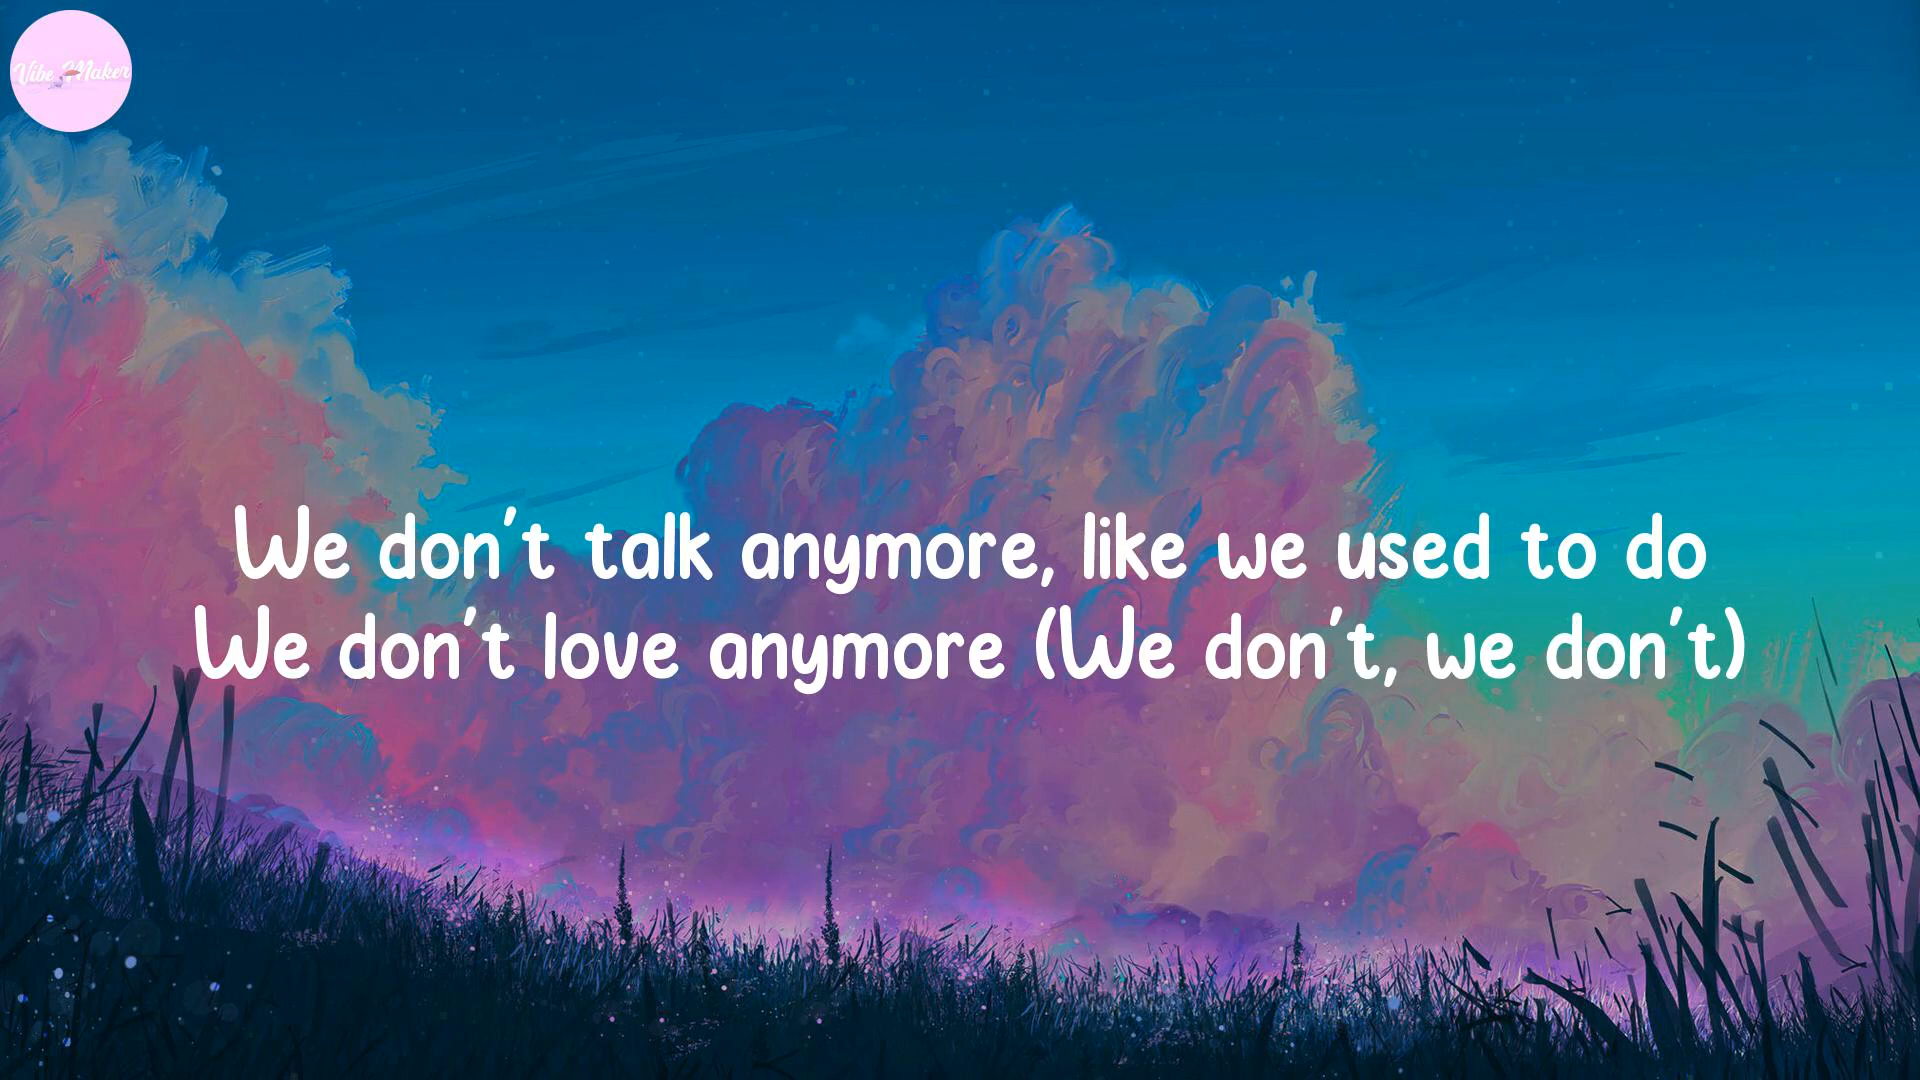 Vibe Maker
We don't talk anymore, like we used to do
We don't love anymore (We don't, we don't)